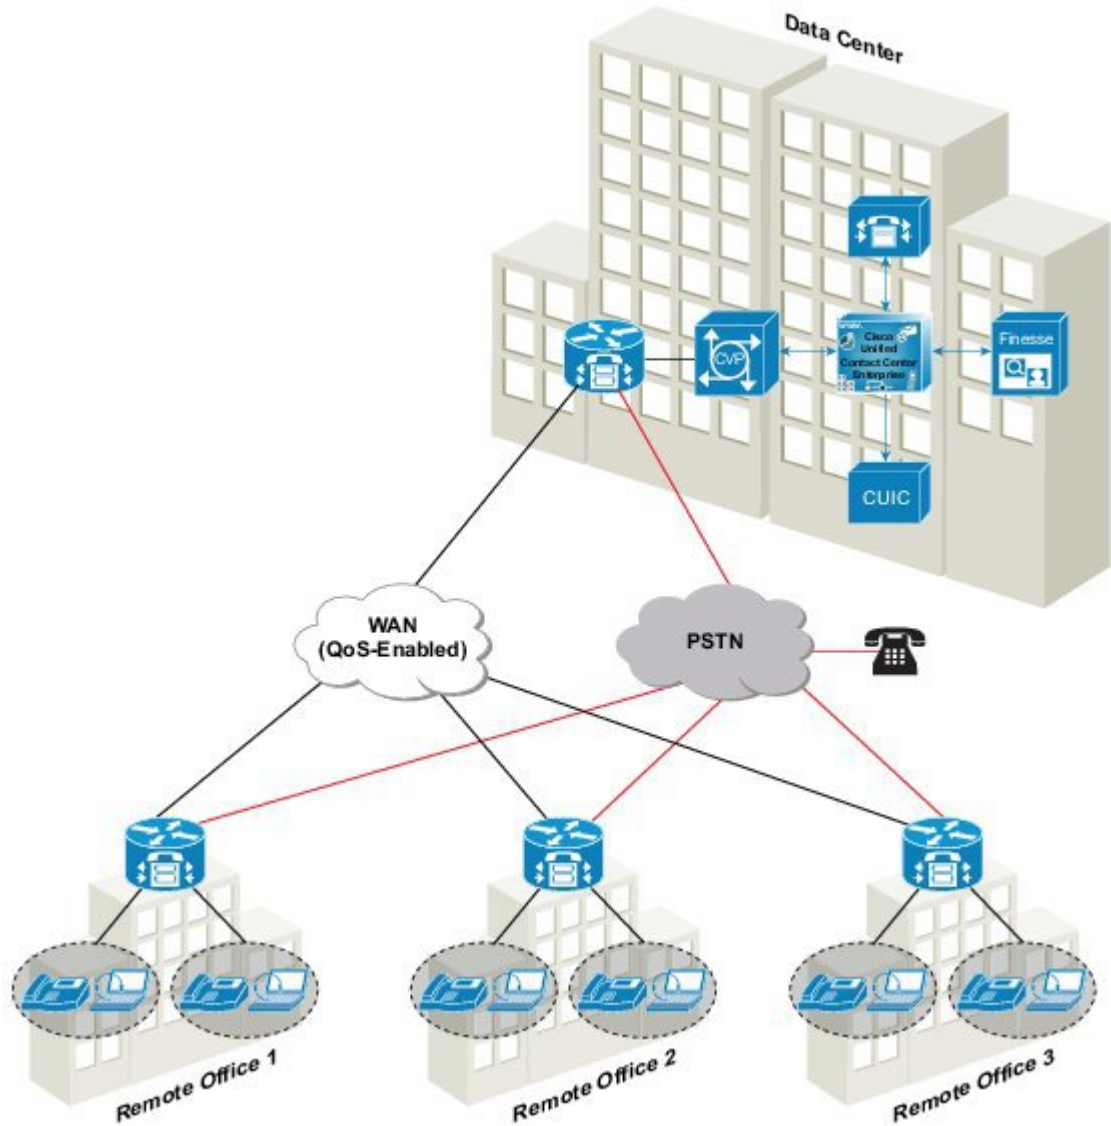 Data Center
Cisco
Unified
Contact Center
Enterprise
CVP
Finesse
CUIC
WAN
(QoS-Enabled)
PSTN
Remote Office 1
Remote Office 2
Remote Office 3